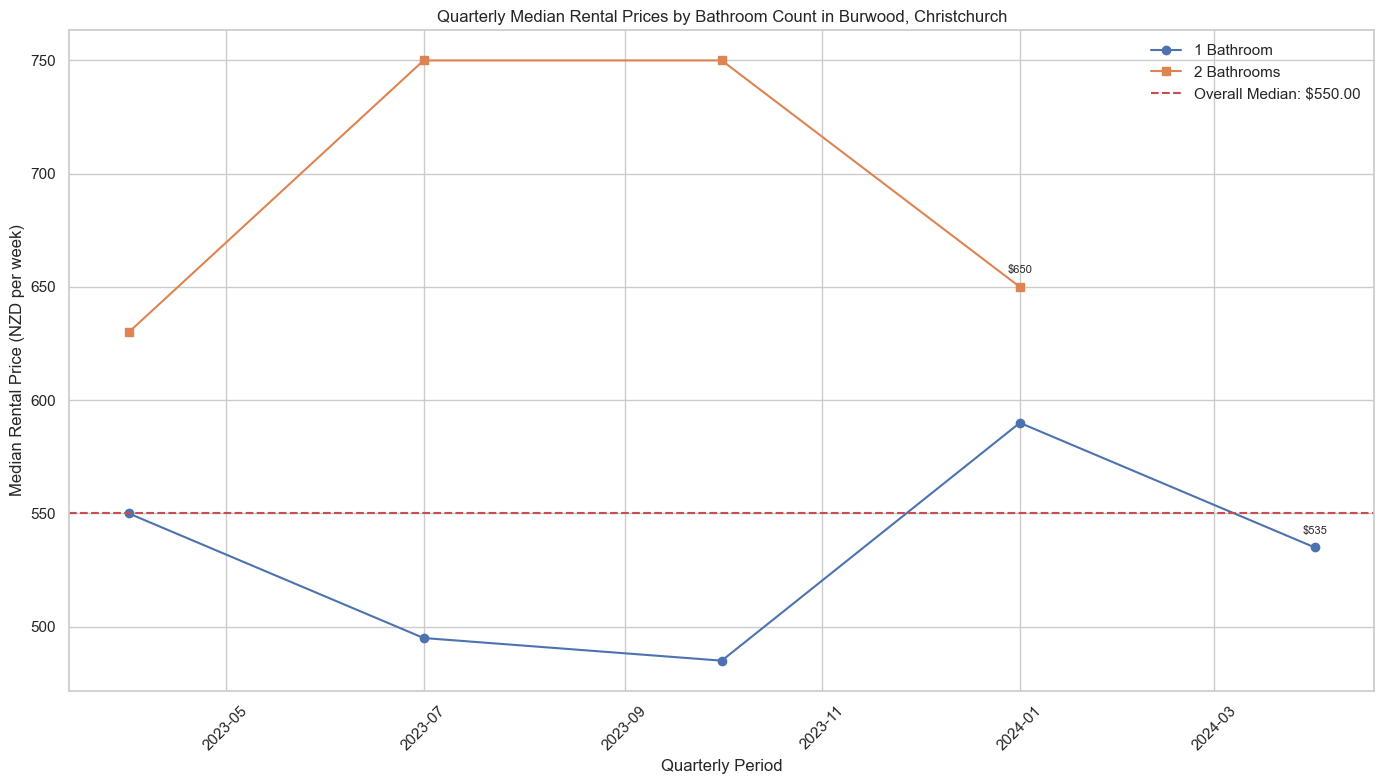 Quarterly Median Rental Prices by Bathroom Count in Burwood, Christchurch
1 Bathroom
2 Bathrooms
Overall Median: $550.00
Median Rental Price (NZD per week)
750
700
650
600
550
500
$650
$535
2023-05
2023-07
2023-09
2023-11
2024-01
2024-03
Quarterly Period